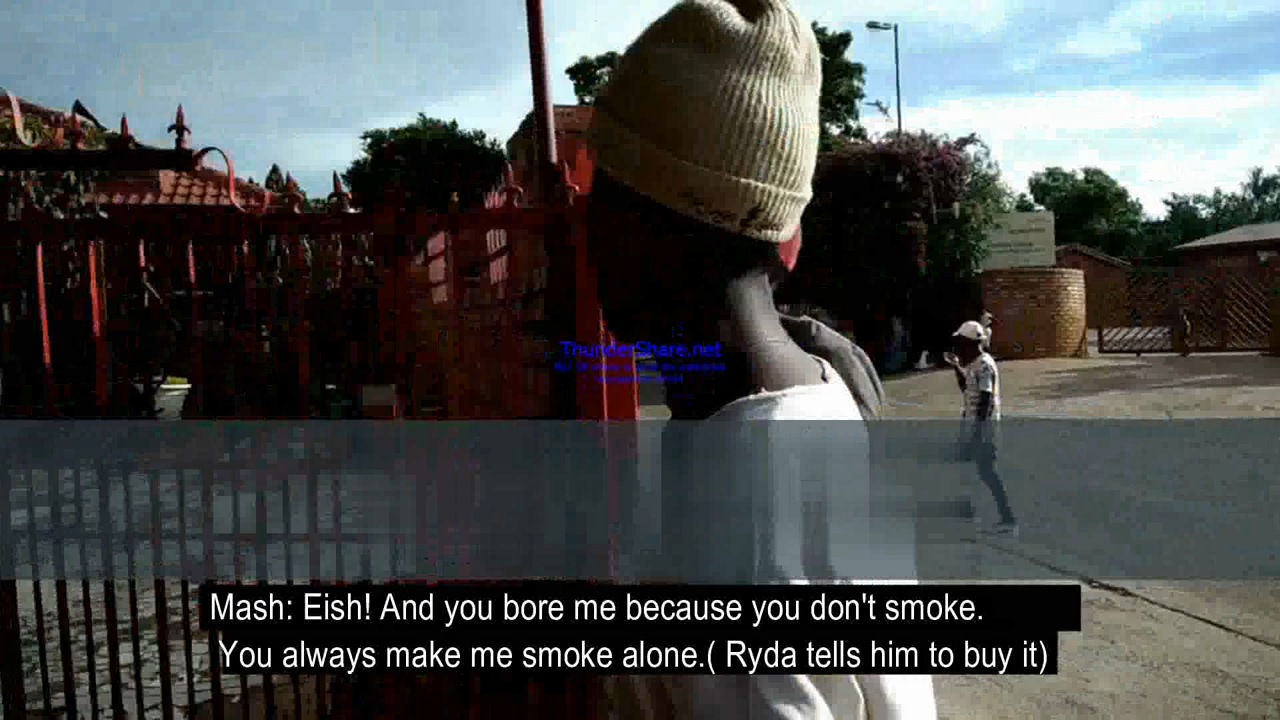 ThunderShare.net
Mash: Eish! And you bore me because you don't smoke.
You always make me smoke alone.( Ryda tells him to buy it)